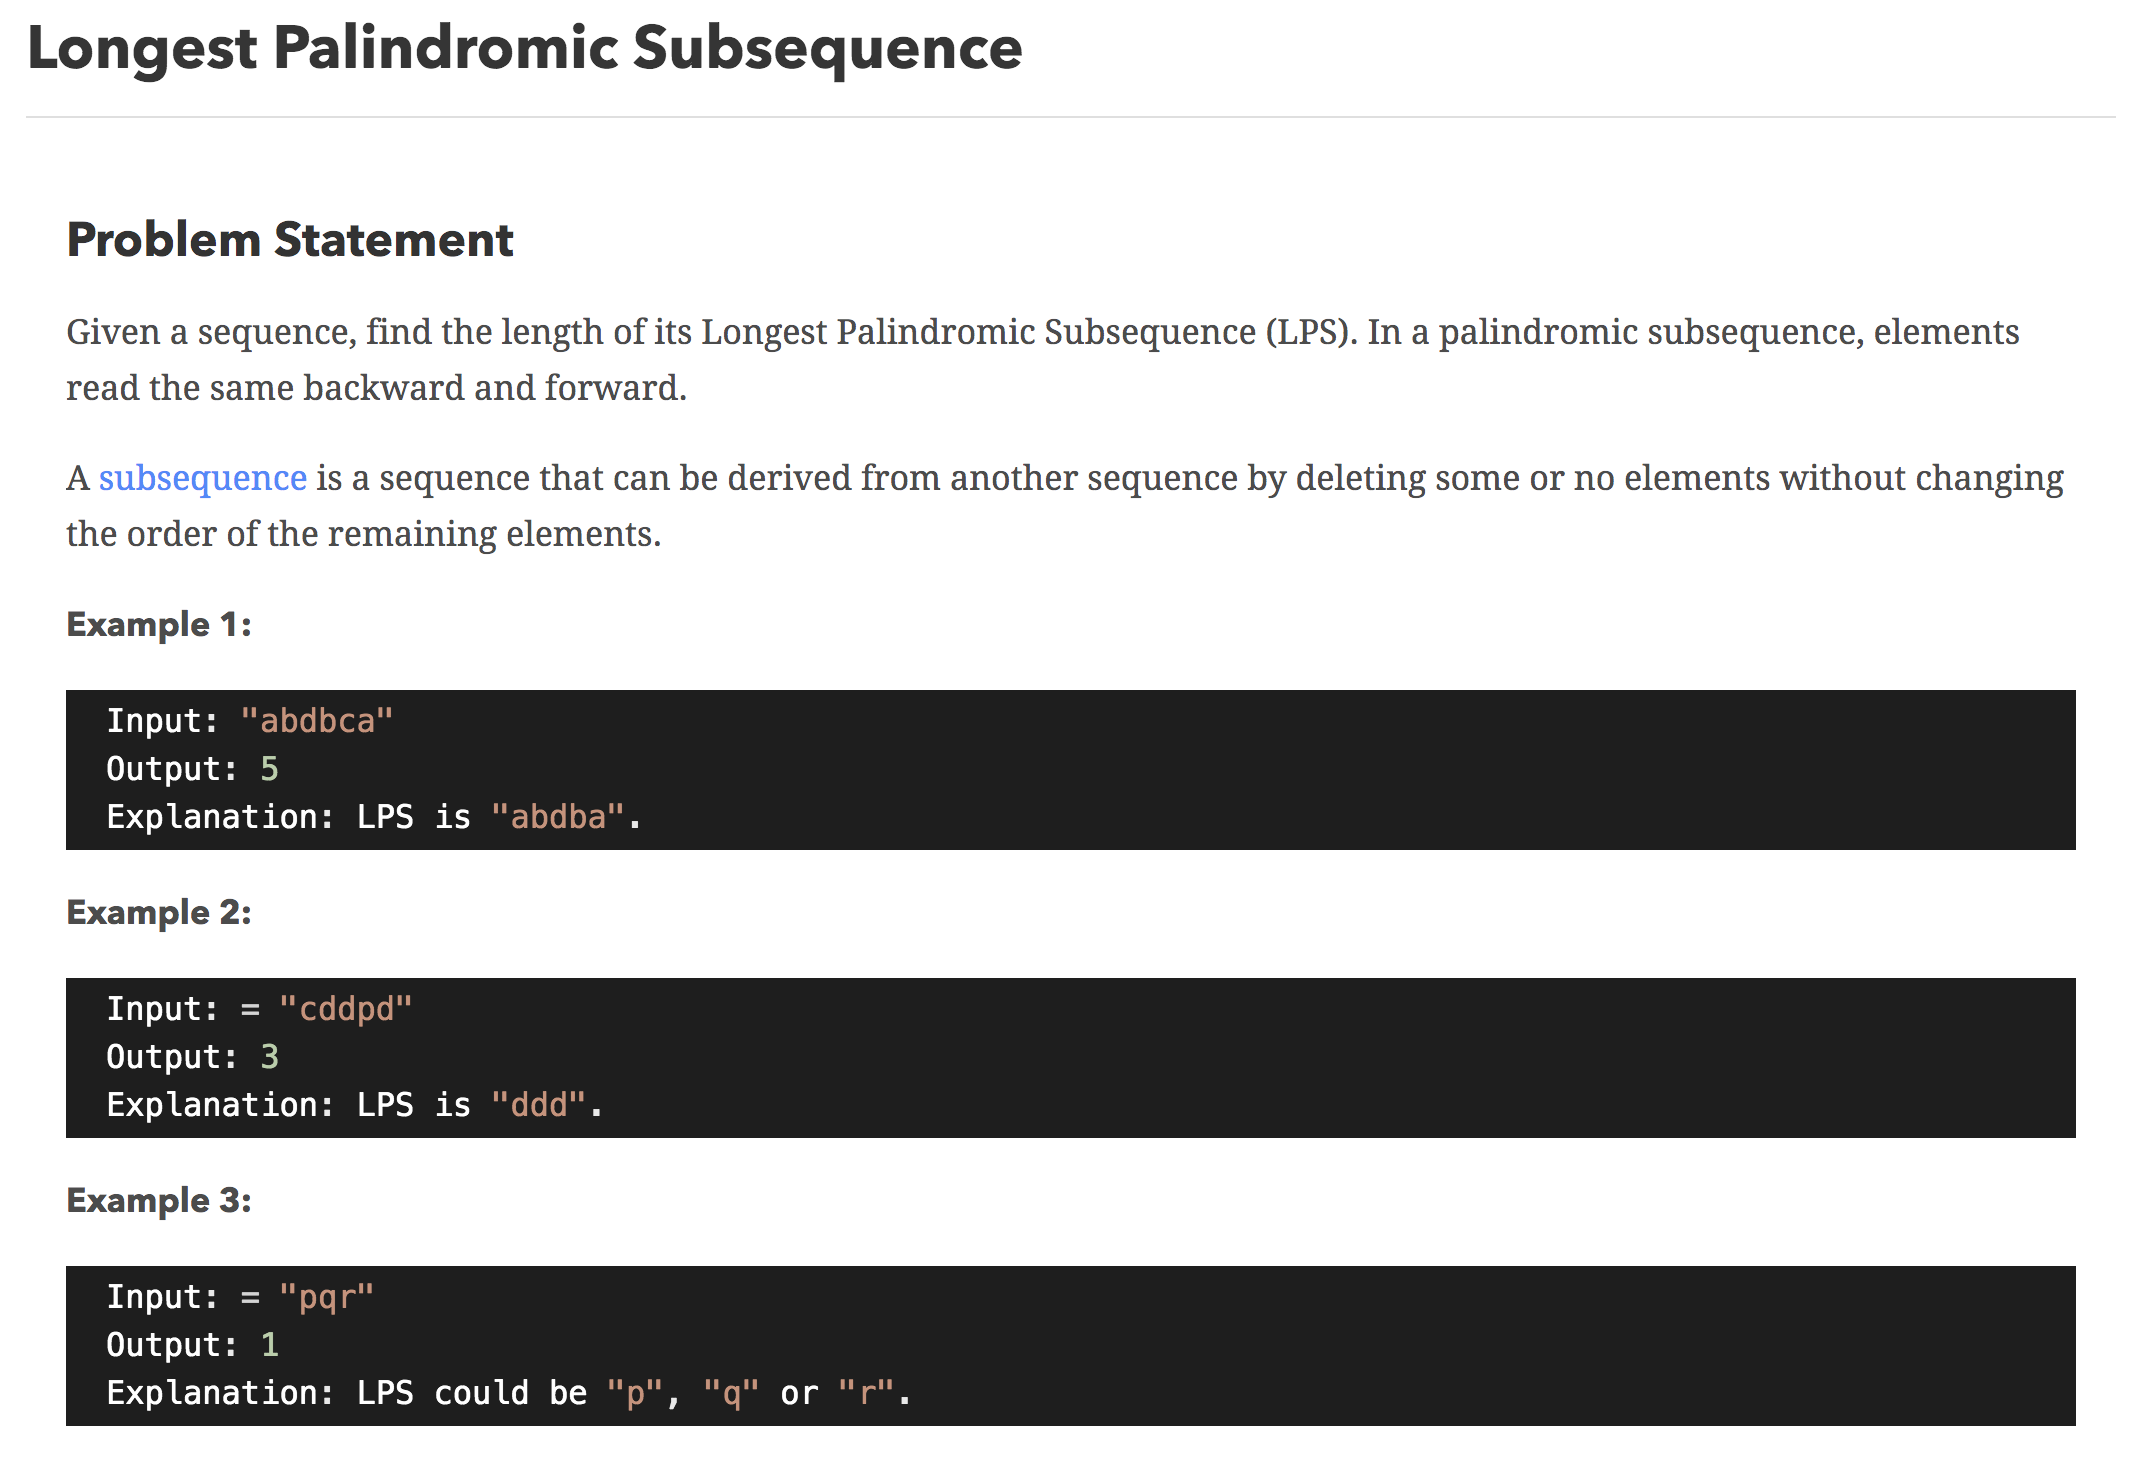 Longest Palindromic Subsequence
Problem Statement
Given a sequence, find the length of its Longest Palindromic Subsequence (LPS). In a palindromic subsequence, elements
read the same backward and forward.
A subsequence is a sequence that can be derived from another sequence by deleting some or no elements without changing
the order of the remaining elements.
Example 1:
Input: "abdbca"
Output: 5
Explanation: LPS is "abdba".
Example 2:
Input: = "cddpd"
Output: 3
Explanation: LPS is "ddd".
Example 3:
Input: = "pqr"
Output: 1
Explanation: LPS could be "p", "q" or "r".